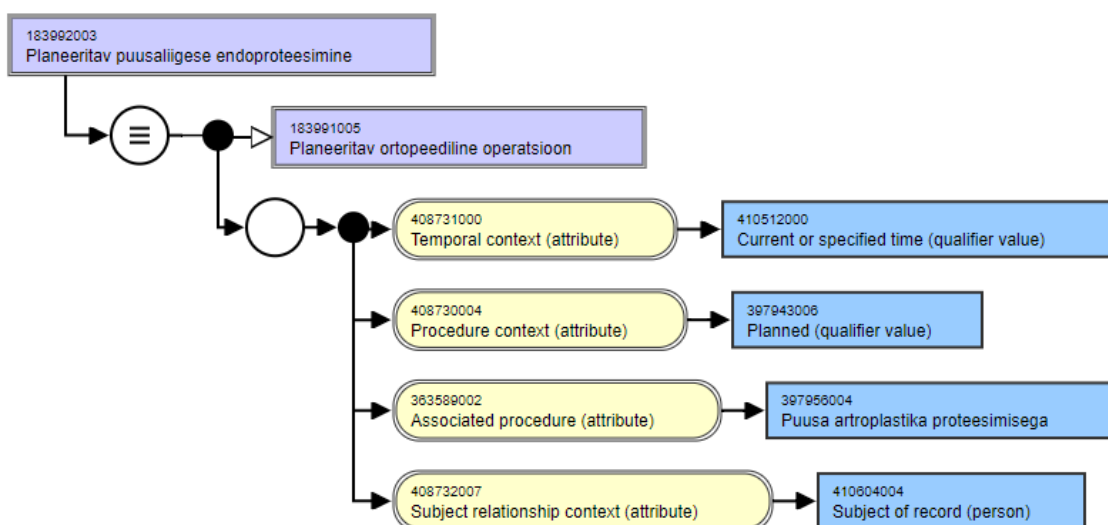 183992003
Planeeritav puusaliigese endoproteesimine
183991005
Planeeritav ortopeediline operatsioon
408731000
Temporal context (attribute)
410512000
Current or specified time (qualifier value)
408730004
Procedure context (attribute)
397943006
Planned (qualifier value)
363589002
Associated procedure (attribute)
397956004
Puusa artroplastika proteesimisega
408732007
Subject relationship context (attribute)
410604004
Subject of record (person)